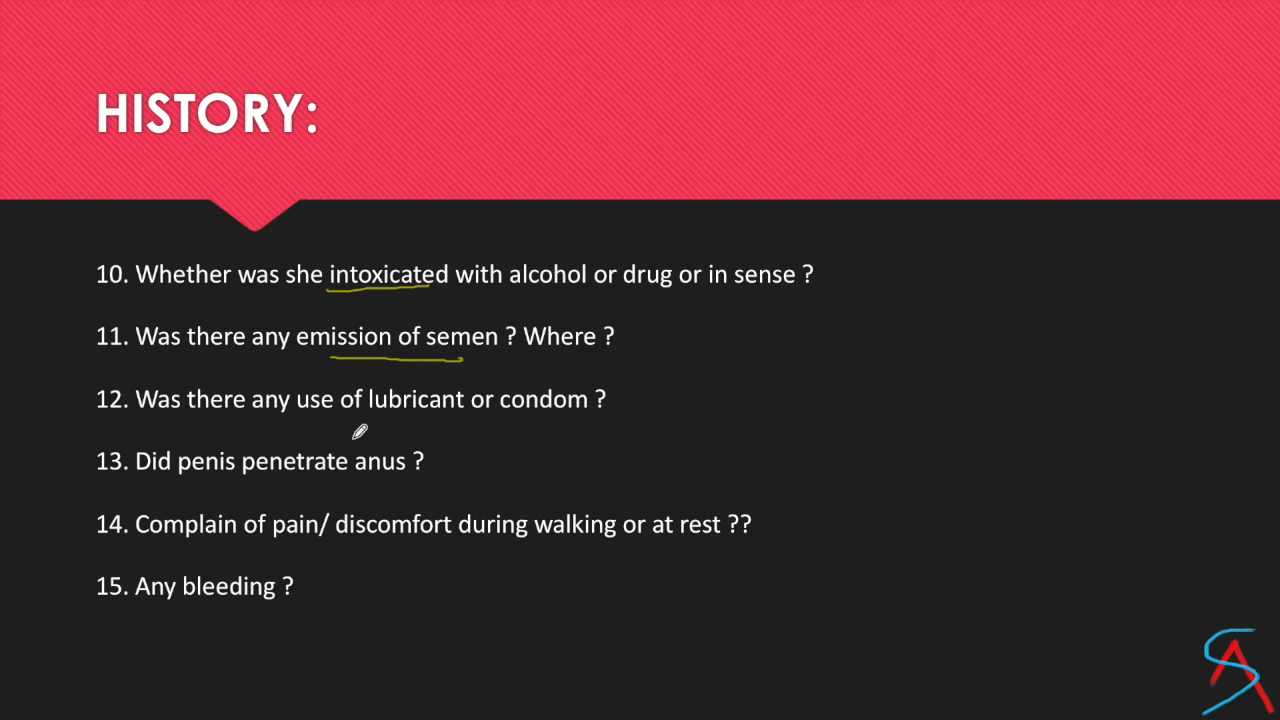 HISTORY:
10. Whether was she intoxicated with alcohol or drug or in sense ?
11. Was there any emission of semen ? Where ?
12. Was there any use of lubricant or condom ?
13. Did penis penetrate anus ?
14. Complain of pain/ discomfort during walking or at rest ??
15. Any bleeding ?
SA